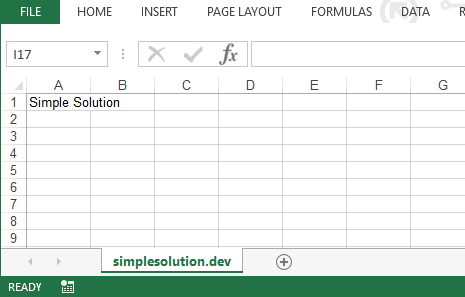 FILE HOME INSERT PAGE LAYOUT FORMULAS DATA
I17 fx
A B C D E F G
1 Simple Solution
2
3
4
5
6
7
8
9
simplesolution.dev
READY